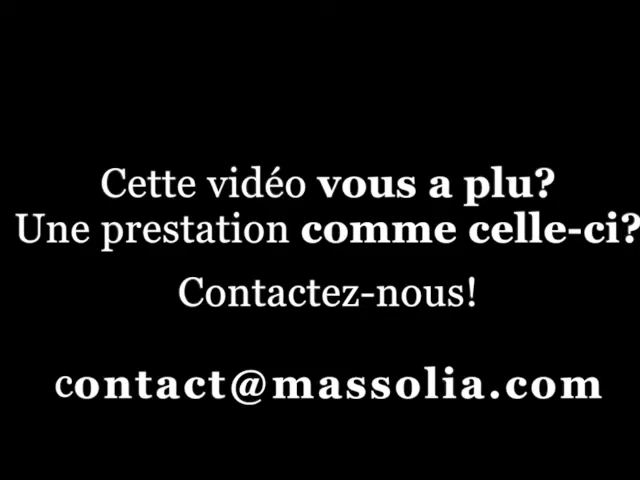 Cette vidéo vous a plu?
Une prestation comme celle-ci?
Contactez-nous!
contact@massolia.com